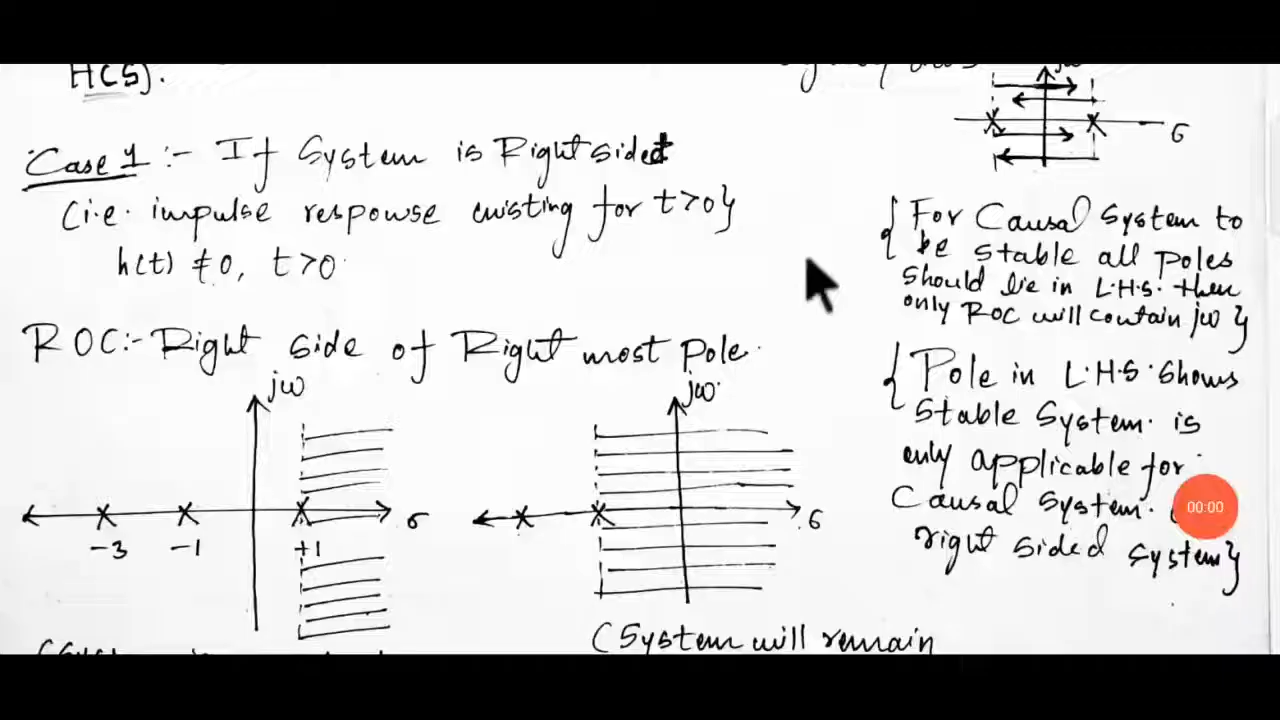 H(S).
jω
σ
Case 1 :- If System is Right sided
(i.e. impulse response existing for t>0}
h(t) ≠ 0, t>0
ROC:- Right side of Right most Pole.
jω
-3 -1 +1 σ
jω
σ
(System will remain
{For Causal System to
be stable all poles
should lie in L.H.S. then
only ROC will contain jω}
{Pole in L.H.S. shows
Stable System. is
only applicable for
Causal System.
right sided system}
00:00